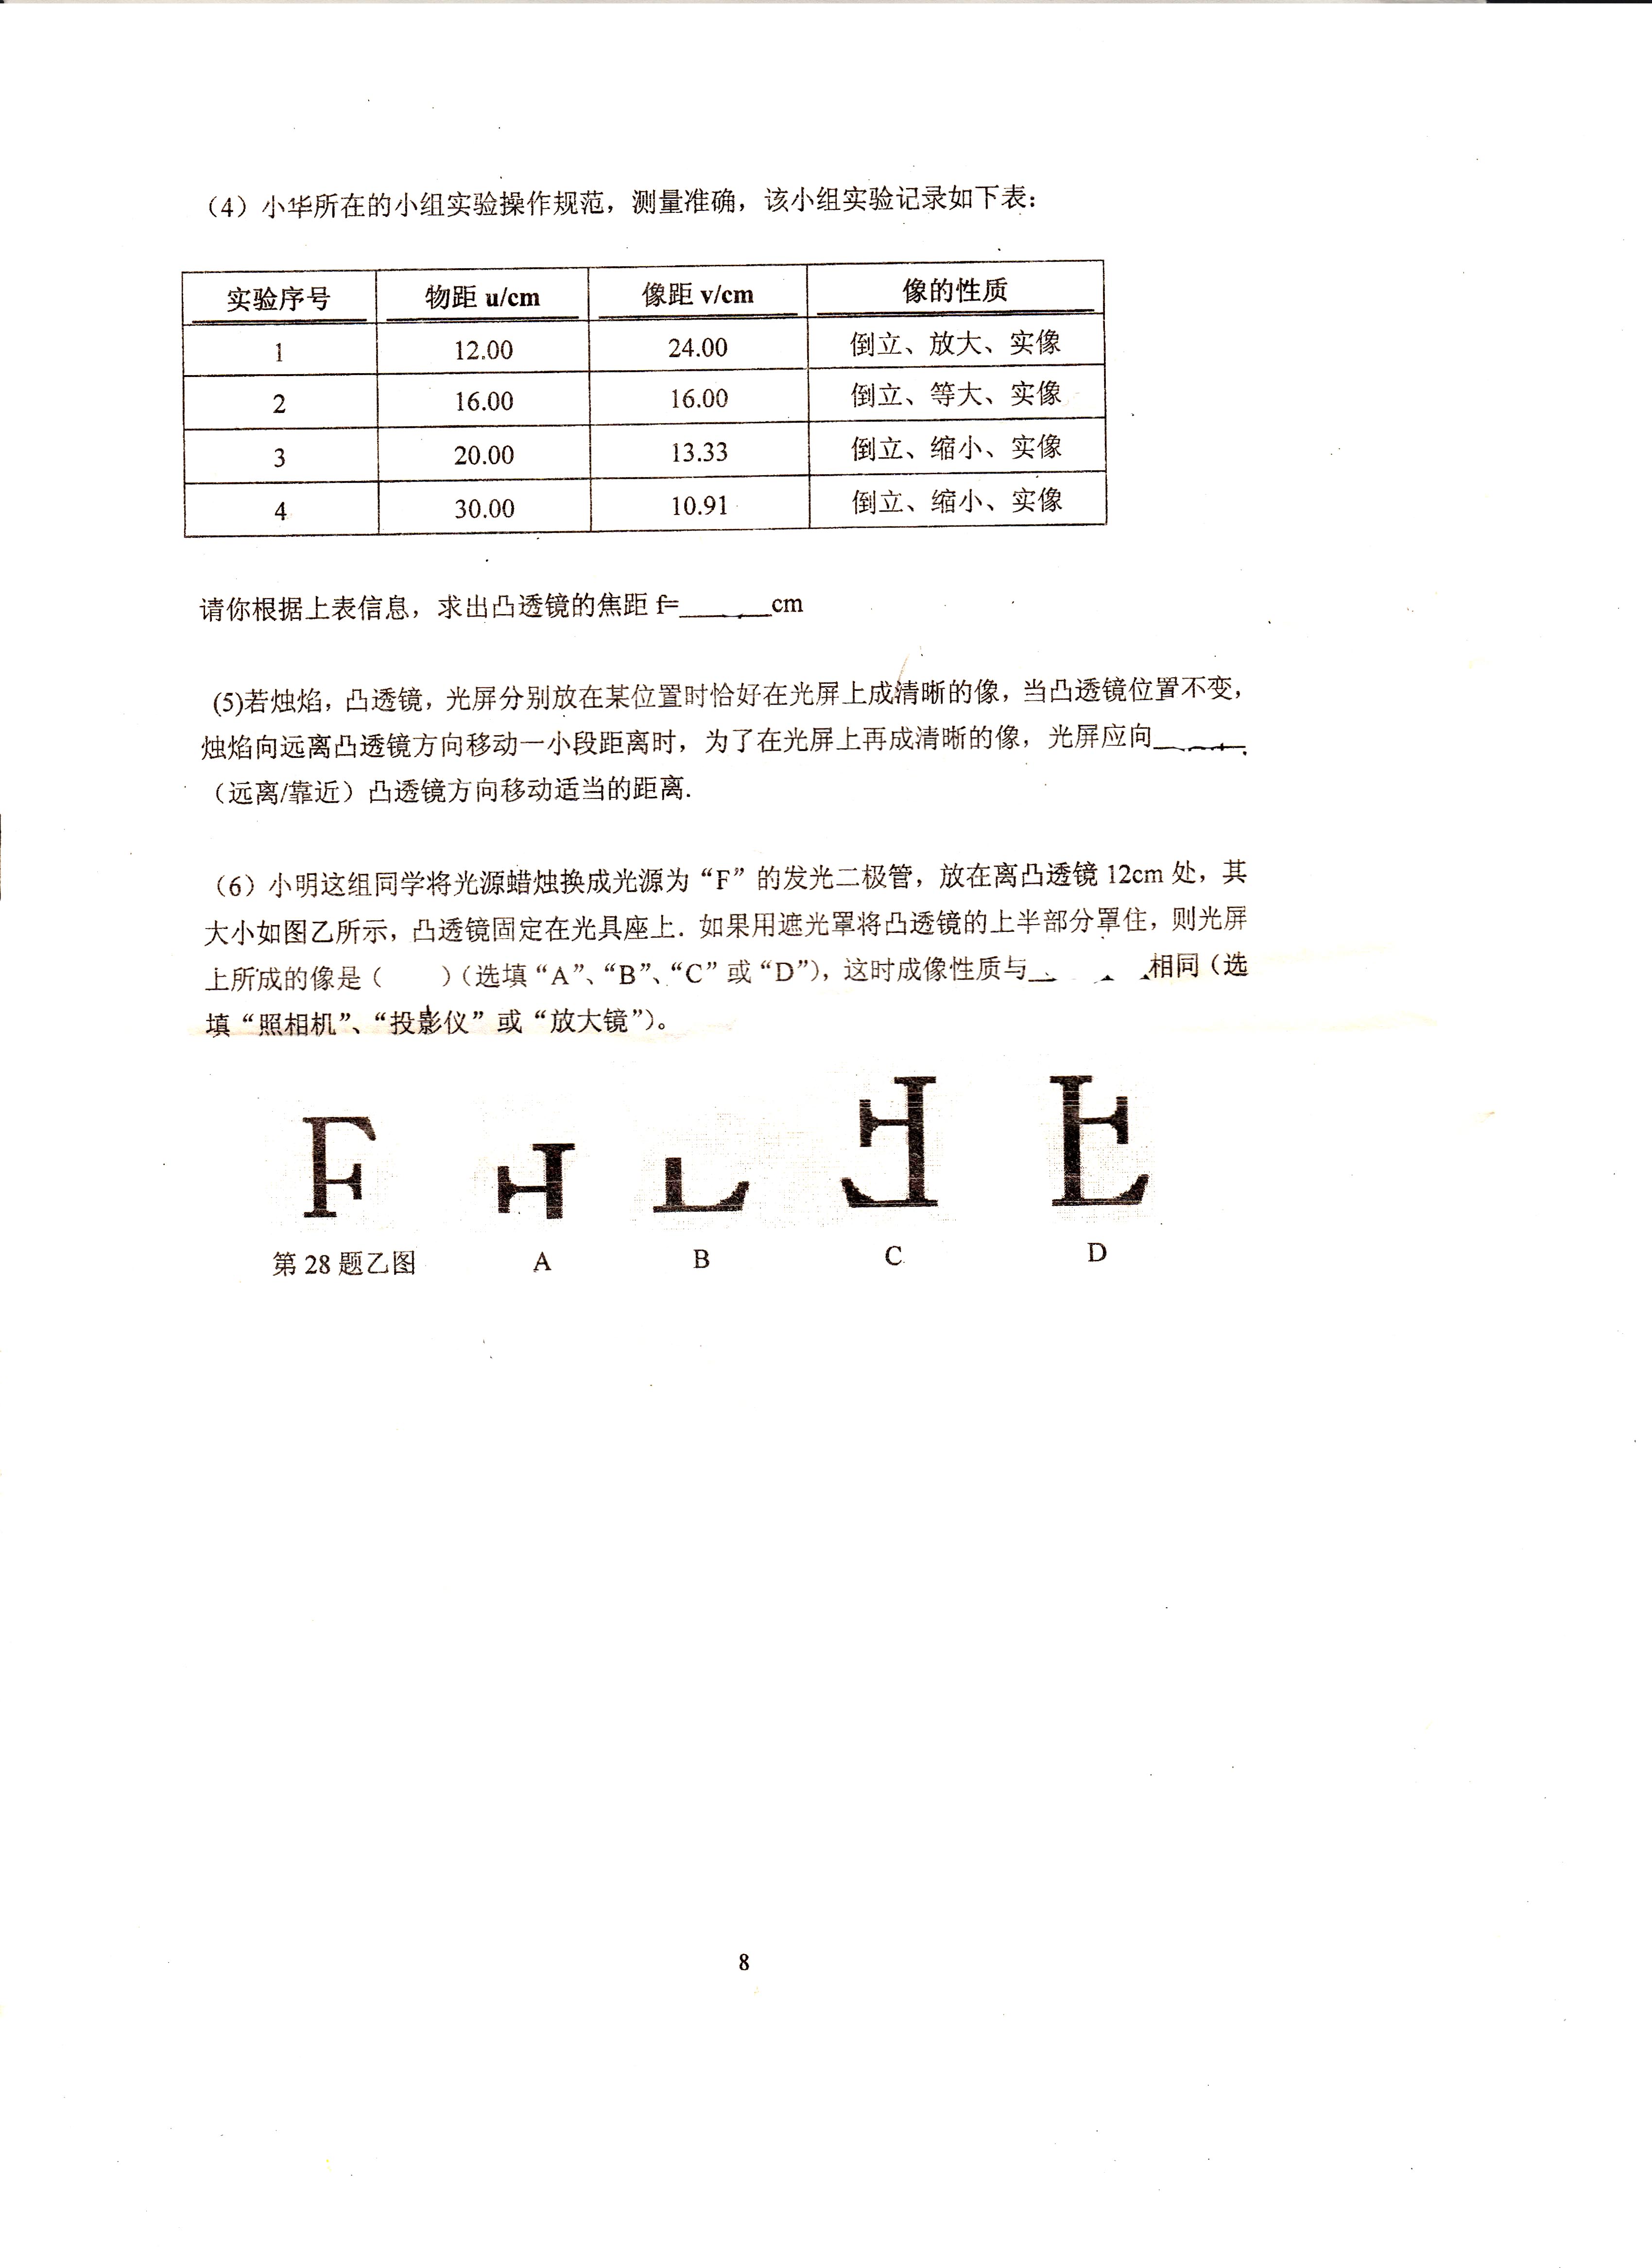 （4）小华所在的小组实验操作规范，测量准确，该小组实验记录如下表：
实验序号 物距 u/cm 像距 v/cm 像的性质
1 12.00 24.00 倒立、放大、实像
2 16.00 16.00 倒立、等大、实像
3 20.00 13.33 倒立、缩小、实像
4 30.00 10.91 倒立、缩小、实像
请你根据上表信息，求出凸透镜的焦距 f=______cm
(5)若烛焰，凸透镜，光屏分别放在某位置时恰好在光屏上成清晰的像，当凸透镜位置不变，
烛焰向远离凸透镜方向移动一小段距离时，为了在光屏上再成清晰的像，光屏应向______
（远离/靠近）凸透镜方向移动适当的距离.
（6）小明这组同学将光源蜡烛换成光源为“F”的发光二极管，放在离凸透镜 12cm 处，其
大小如图乙所示，凸透镜固定在光具座上．如果用遮光罩将凸透镜的上半部分罩住，则光屏
上所成的像是（ ）（选填“A”、“B”、“C”或“D”），这时成像性质与______相同（选
填“照相机”、“投影仪”或“放大镜”）。
F
第 28 题乙图 A B C D
8